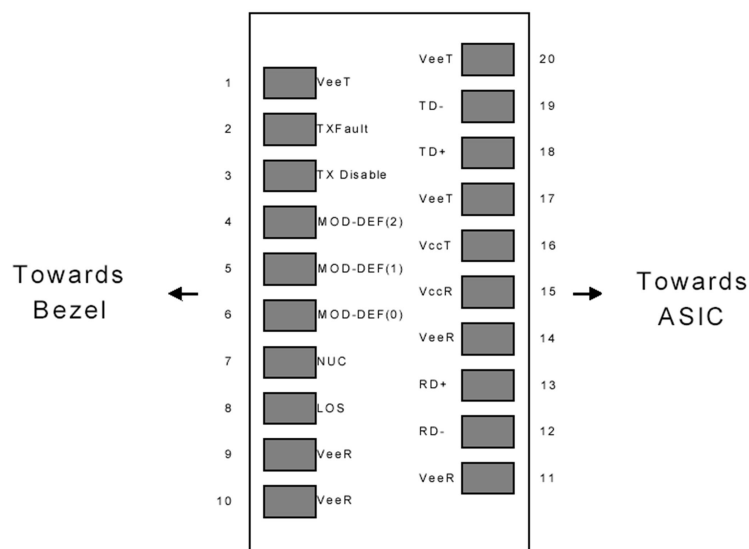 1 VeeT
2 TXFault
3 TX Disable
4 MOD-DEF(2)
5 MOD-DEF(1)
6 MOD-DEF(0)
7 NUC
8 LOS
9 VeeR
10 VeeR
VeeT 20
TD- 19
TD+ 18
VeeT 17
VccT 16
VccR 15
VeeR 14
RD+ 13
RD- 12
VeeR 11
Towards
Bezel
Towards
ASIC